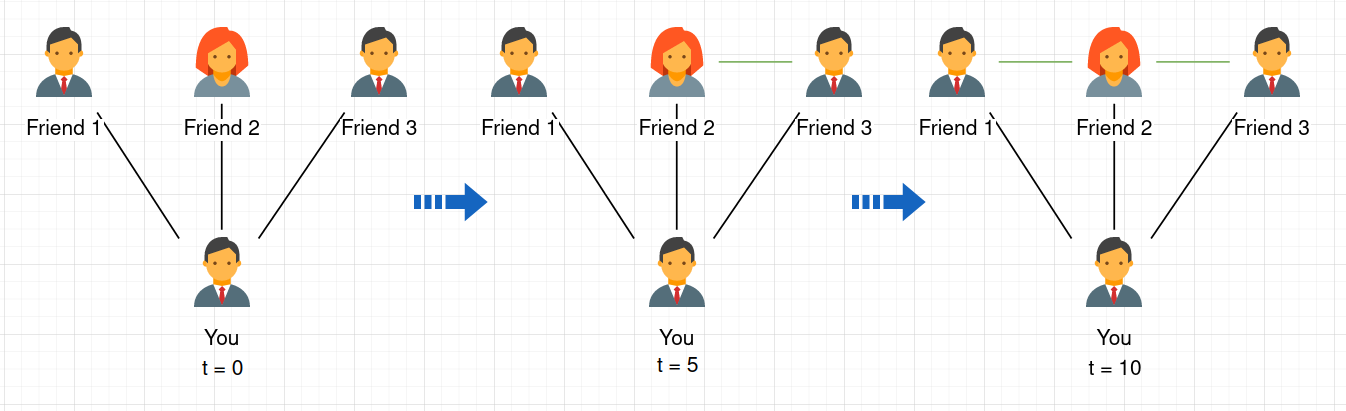 Friend 1 Friend 2 Friend 3 Friend 1 Friend 2 Friend 3 Friend 1 Friend 2 Friend 3
You You You
t = 0 t = 5 t = 10